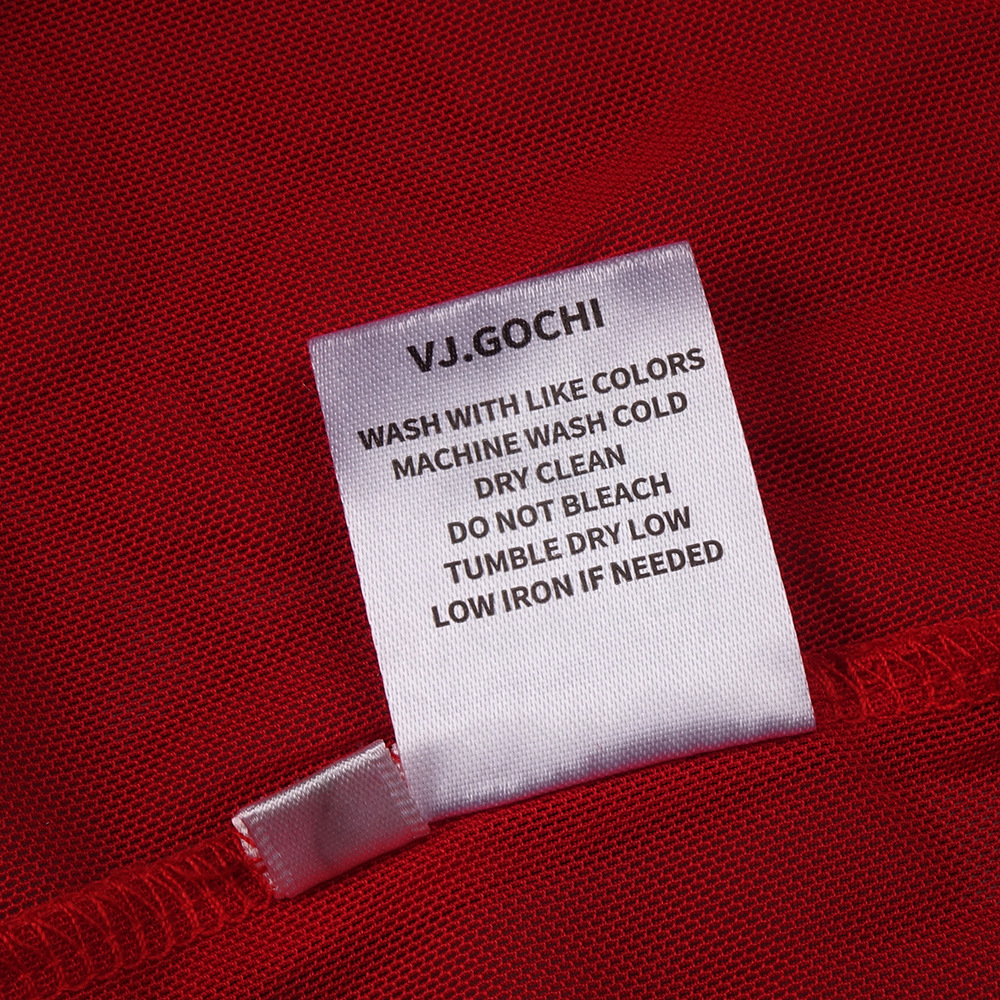 VJ.GOCHI
WASH WITH LIKE COLORS
MACHINE WASH COLD
DRY CLEAN
DO NOT BLEACH
TUMBLE DRY LOW
LOW IRON IF NEEDED